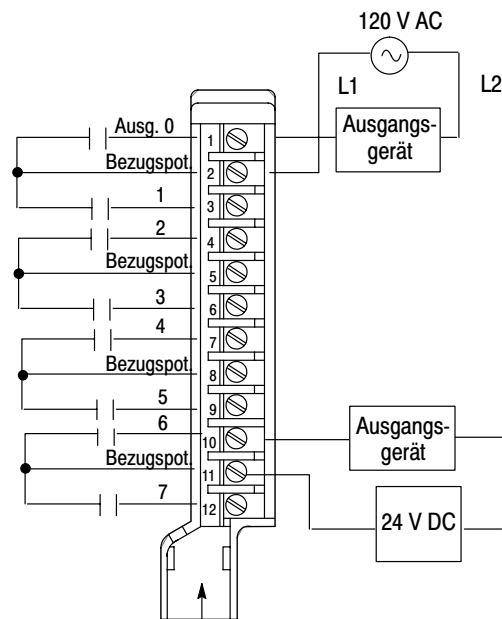 120 V AC
L1
L2
Ausg. 0
1
Ausgangs-
gerät
Bezugspot.
2
1
3
2
4
Bezugspot.
5
3
6
4
7
Bezugspot.
8
5
9
6
10
Ausgangs-
gerät
Bezugspot.
11
7
12
24 V DC